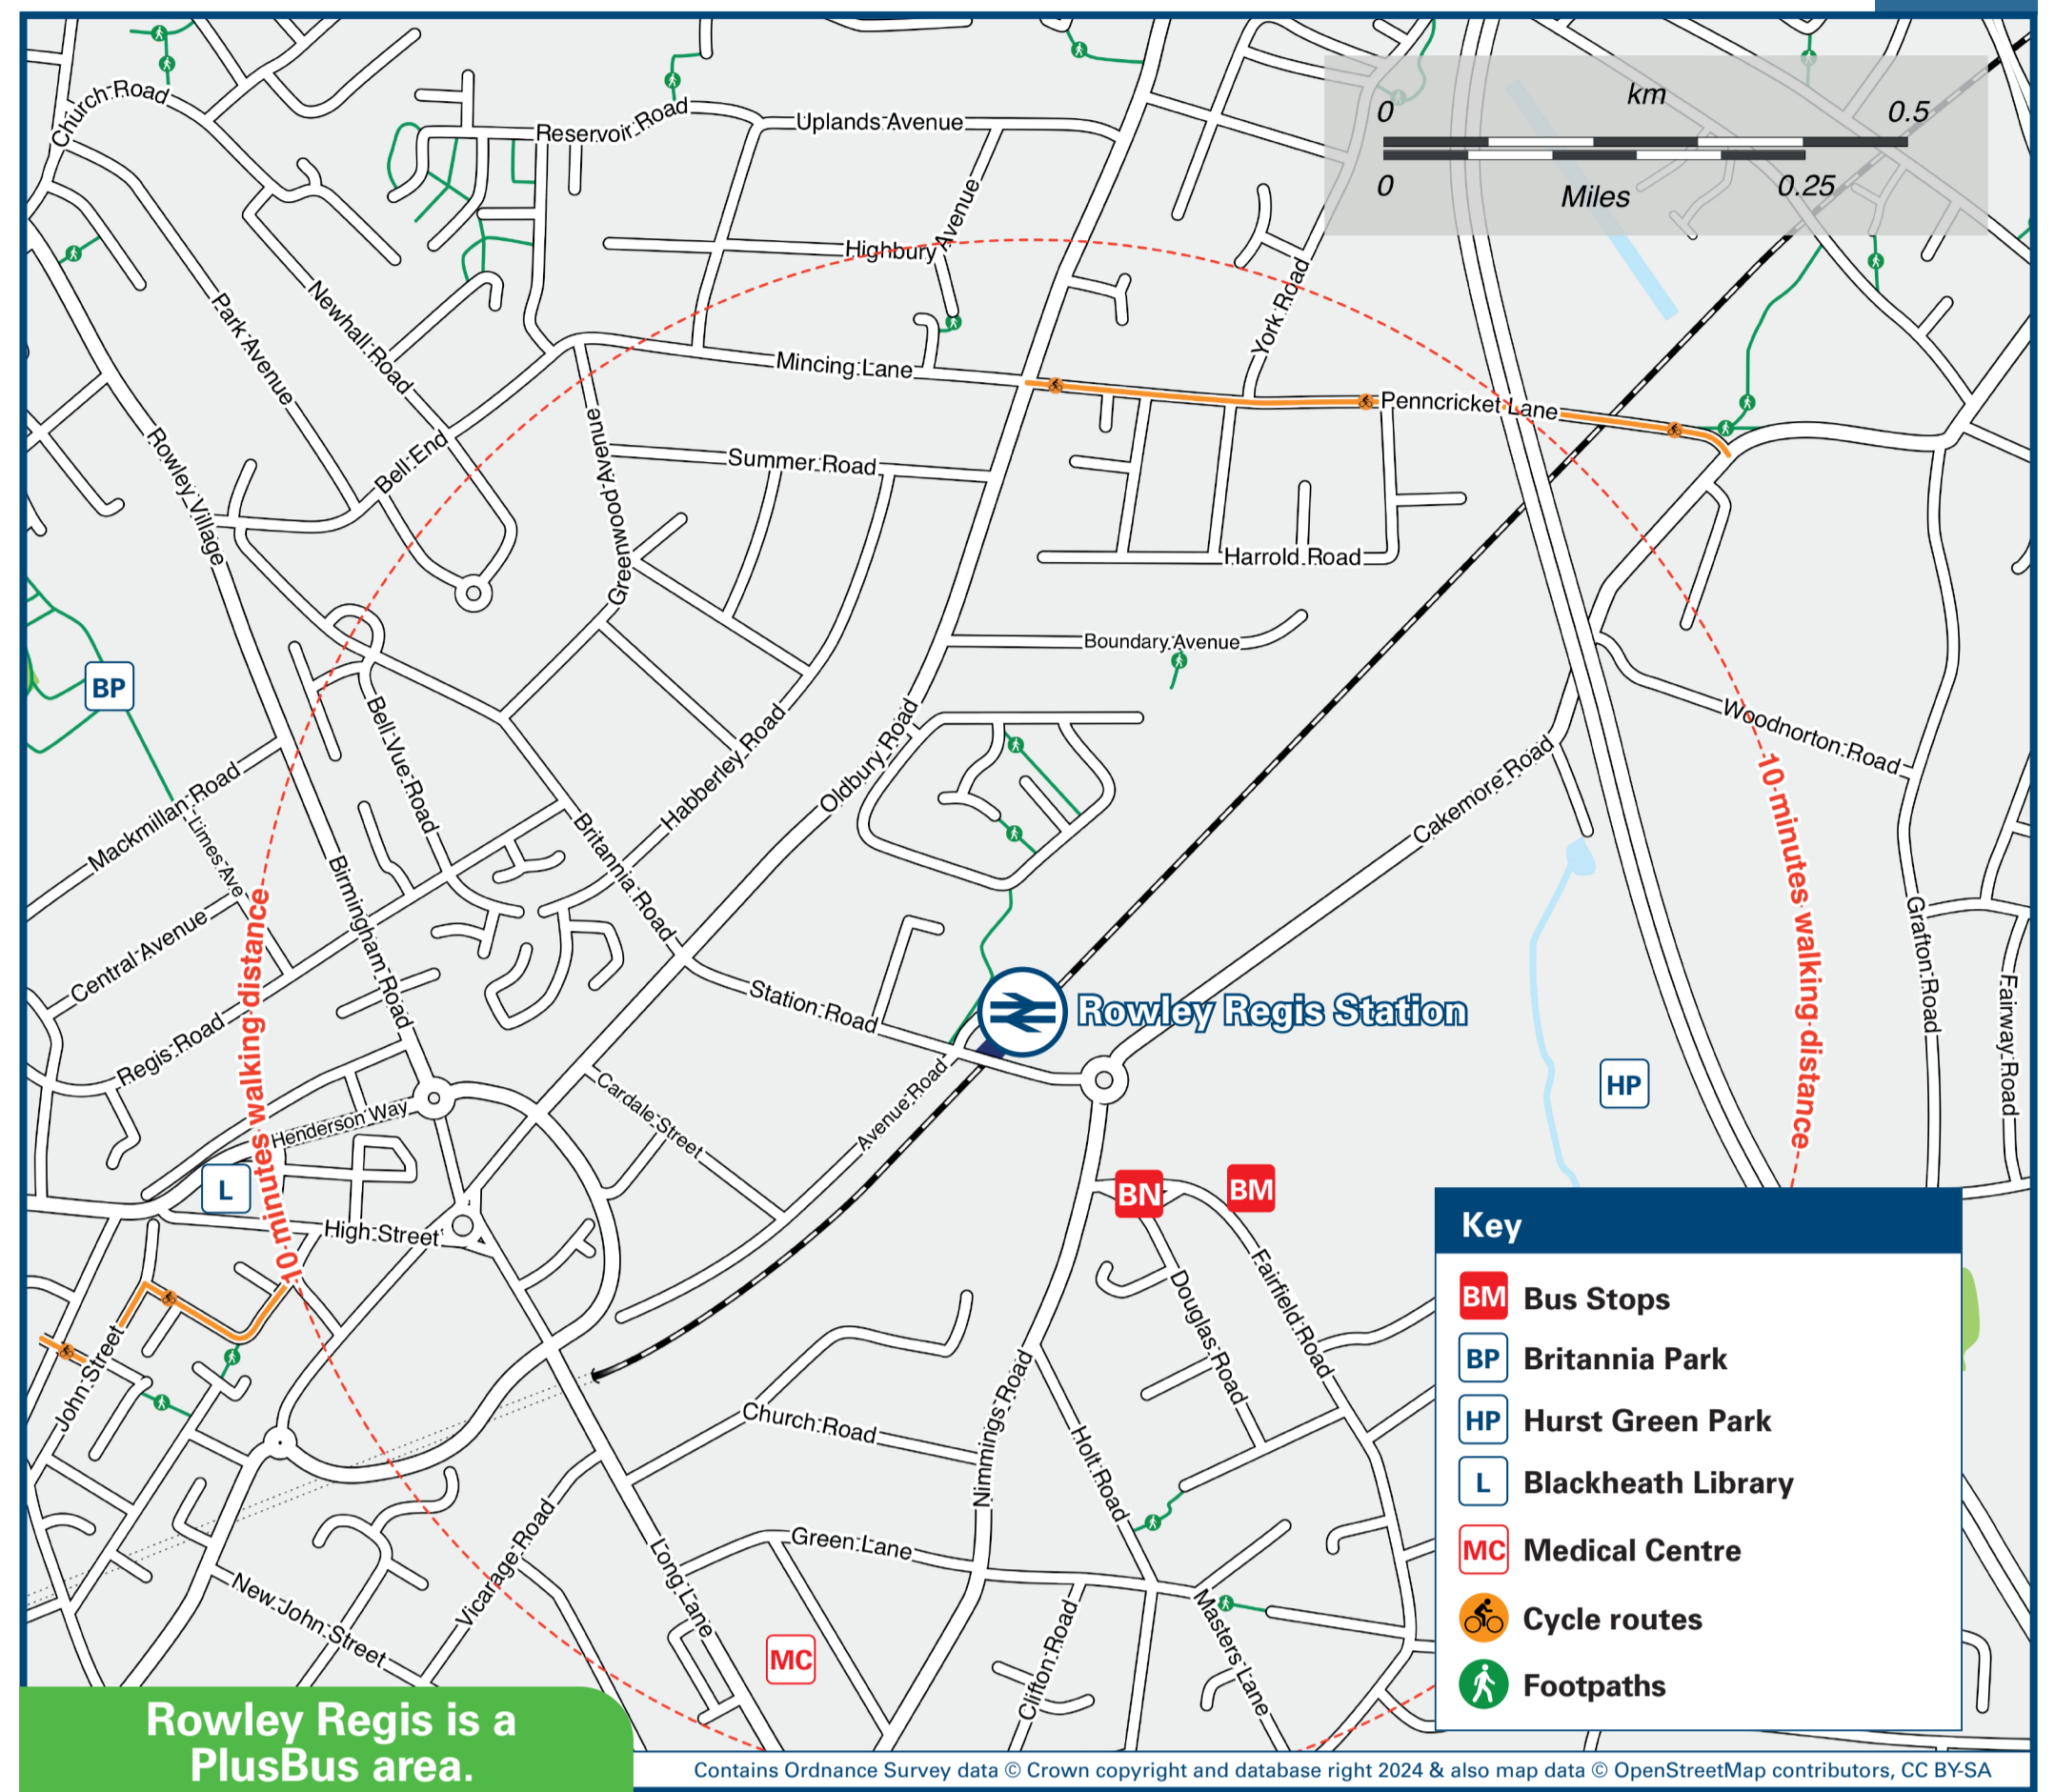 Church Road
Reservoir Road
Uplands Avenue
km
0
0.5
0
0.25
Miles
Highbury Avenue
Park Avenue
Newhall Road
York Road
Mincing Lane
Penncricket Lane
Rowley Village
Bell End
Greenwood Avenue
Summer Road
Harrold Road
Boundary Avenue
BP
Bell Vue Road
Woodnorton Road
Habberley Road
Oldbury Road
Cakemore Road
10 minutes walking distance
Mackmillan Road
Limes Ave
Birmingham Road
Britannia Road
10 minutes walking distance
Central Avenue
Grafton Road
Fairway Road
Station Road
Rowley Regis Station
Regis Road
HP
Cardale Street
Avenue Road
Henderson Way
L
BN
BM
High Street
Douglas Road
Fairfield Road
John Street
Church Road
Nimmings Road
Holt Road
Green Lane
Long Lane
Vicarage Road
New John Street
Clifton Road
Masters Lane
MC
Key
BM Bus Stops
BP Britannia Park
HP Hurst Green Park
L Blackheath Library
MC Medical Centre
Cycle routes
Footpaths
Rowley Regis is a
PlusBus area.
Contains Ordnance Survey data © Crown copyright and database right 2024 & also map data © OpenStreetMap contributors, CC BY-SA